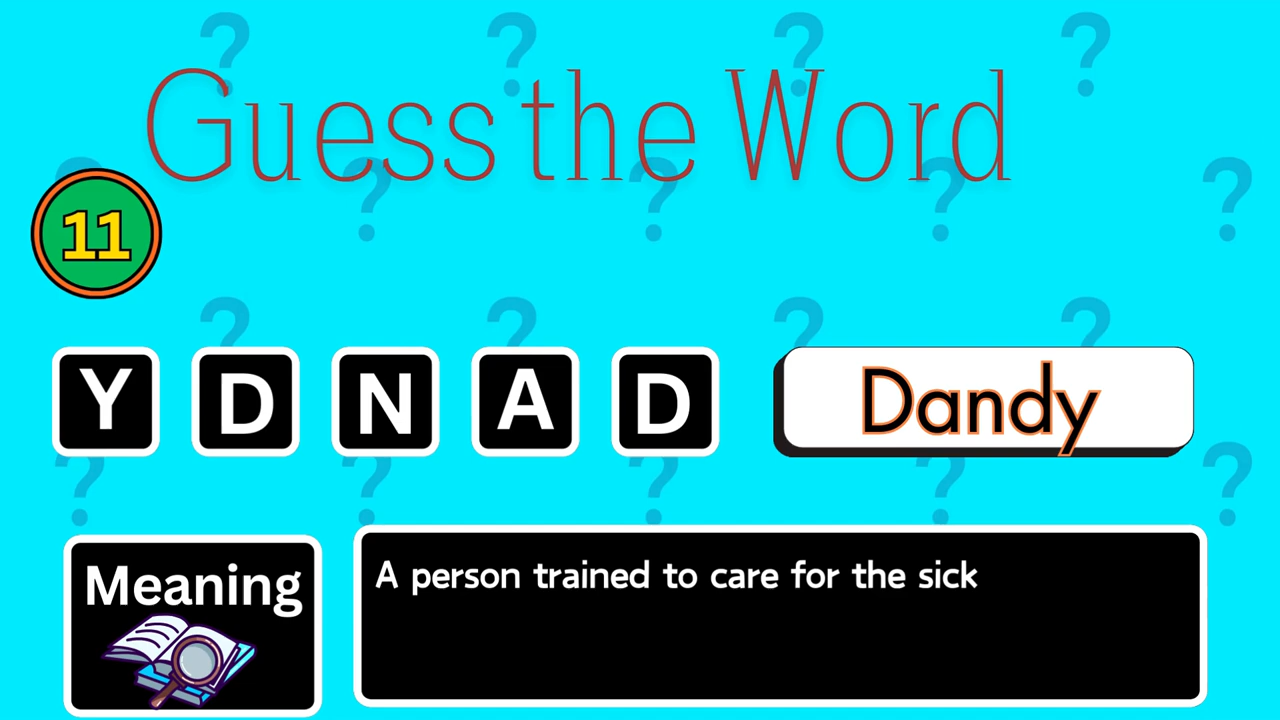 Guess the Word
11
Y D N A D
Dandy
Meaning
A person trained to care for the sick